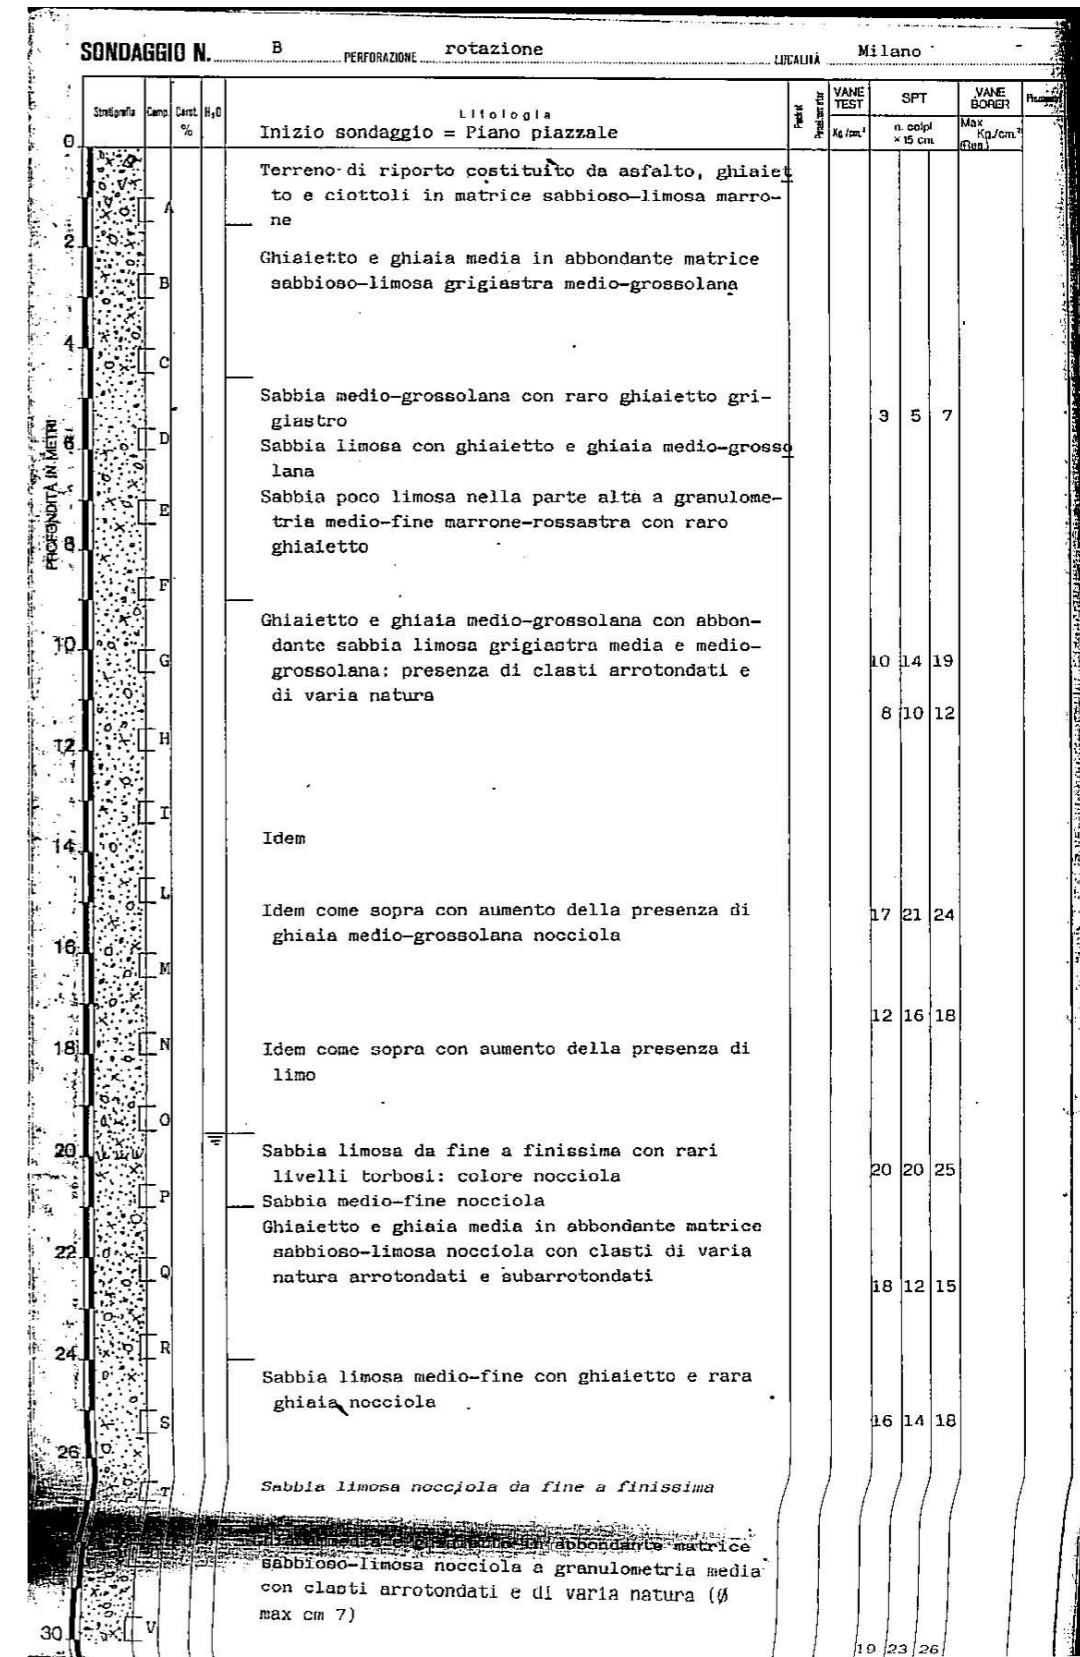 SONDAGGIO N. B PERFORAZIONE rotazione LOCALITÀ Milano
Stratigrafia Camp. Carot. % H2O Litologia VANE TEST Kg./cm.² SPT n. colpi x 15 cm. VANE BORER Max Kg./cm.²
Inizio sondaggio = Piano piazzale
PROFONDITÀ IN METRI
0
Terreno di riporto costituito da asfalto, ghiaiet
to e ciottoli in matrice sabbioso-limosa marro-
A
ne
2
Ghiaietto e ghiaia media in abbondante matrice
B
sabbioso-limosa grigiastra medio-grossolana
4
C
Sabbia medio-grossolana con raro ghiaietto gri-
3 5 7
giastro
6 D
Sabbia limosa con ghiaietto e ghiaia medio-grosso
lana
Sabbia poco limosa nella parte alta a granulome-
E
tria medio-fine marrone-rossastra con raro
8
ghiaietto
F
Ghiaietto e ghiaia medio-grossolana con abbon-
10
dante sabbia limosa grigiastra media e medio-
G
grossolana: presenza di clasti arrotondati e
10 14 19
di varia natura
8 10 12
12 H
I
14
Idem
L
Idem come sopra con aumento della presenza di
17 21 24
ghiaia medio-grossolana nocciola
16
M
12 16 18
18 N
Idem come sopra con aumento della presenza di
limo
O
20
Sabbia limosa da fine a finissima con rari
livelli torbosi: colore nocciola
20 20 25
P
Sabbia medio-fine nocciola
Ghiaietto e ghiaia media in abbondante matrice
22
sabbioso-limosa nocciola con clasti di varia
Q
natura arrotondati e subarrotondati
18 12 15
R
24
Sabbia limosa medio-fine con ghiaietto e rara
ghiaia nocciola
S
16 14 18
26
T
Sabbia limosa nocciola da fine a finissima
in abbondante matrice
sabbioso-limosa nocciola a granulometria media
con clasti arrotondati e di varia natura (Ø
max cm 7)
30 V
19 23 26